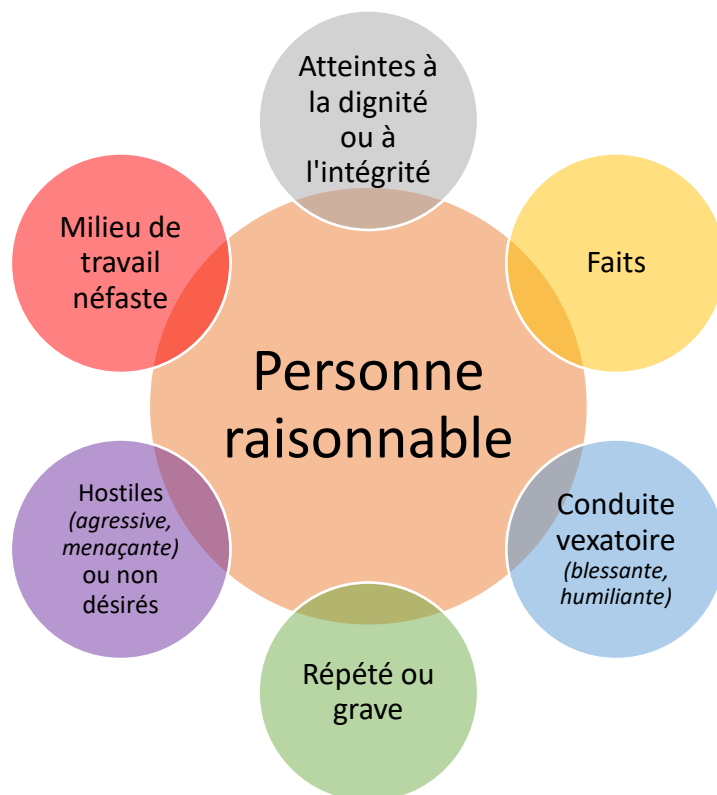 Atteintes à
la dignité
ou à
l'intégrité
Faits
Conduite
vexatoire
(blessante,
humiliante)
Répété ou
grave
Hostiles
(agressive,
menaçante)
ou non
désirés
Milieu de
travail
néfaste
Personne
raisonnable